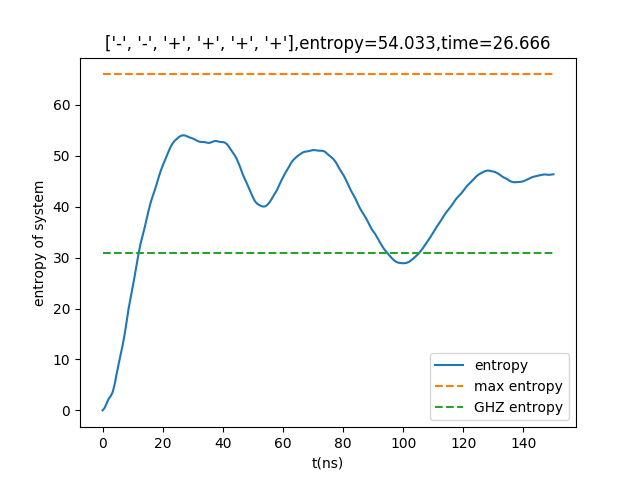 ['-', '-', '+', '+', '+', '+'],entropy=54.033,time=26.666
entropy of system
60
50
40
30
20
10
0
0 20 40 60 80 100 120 140
t(ns)
entropy
max entropy
GHZ entropy